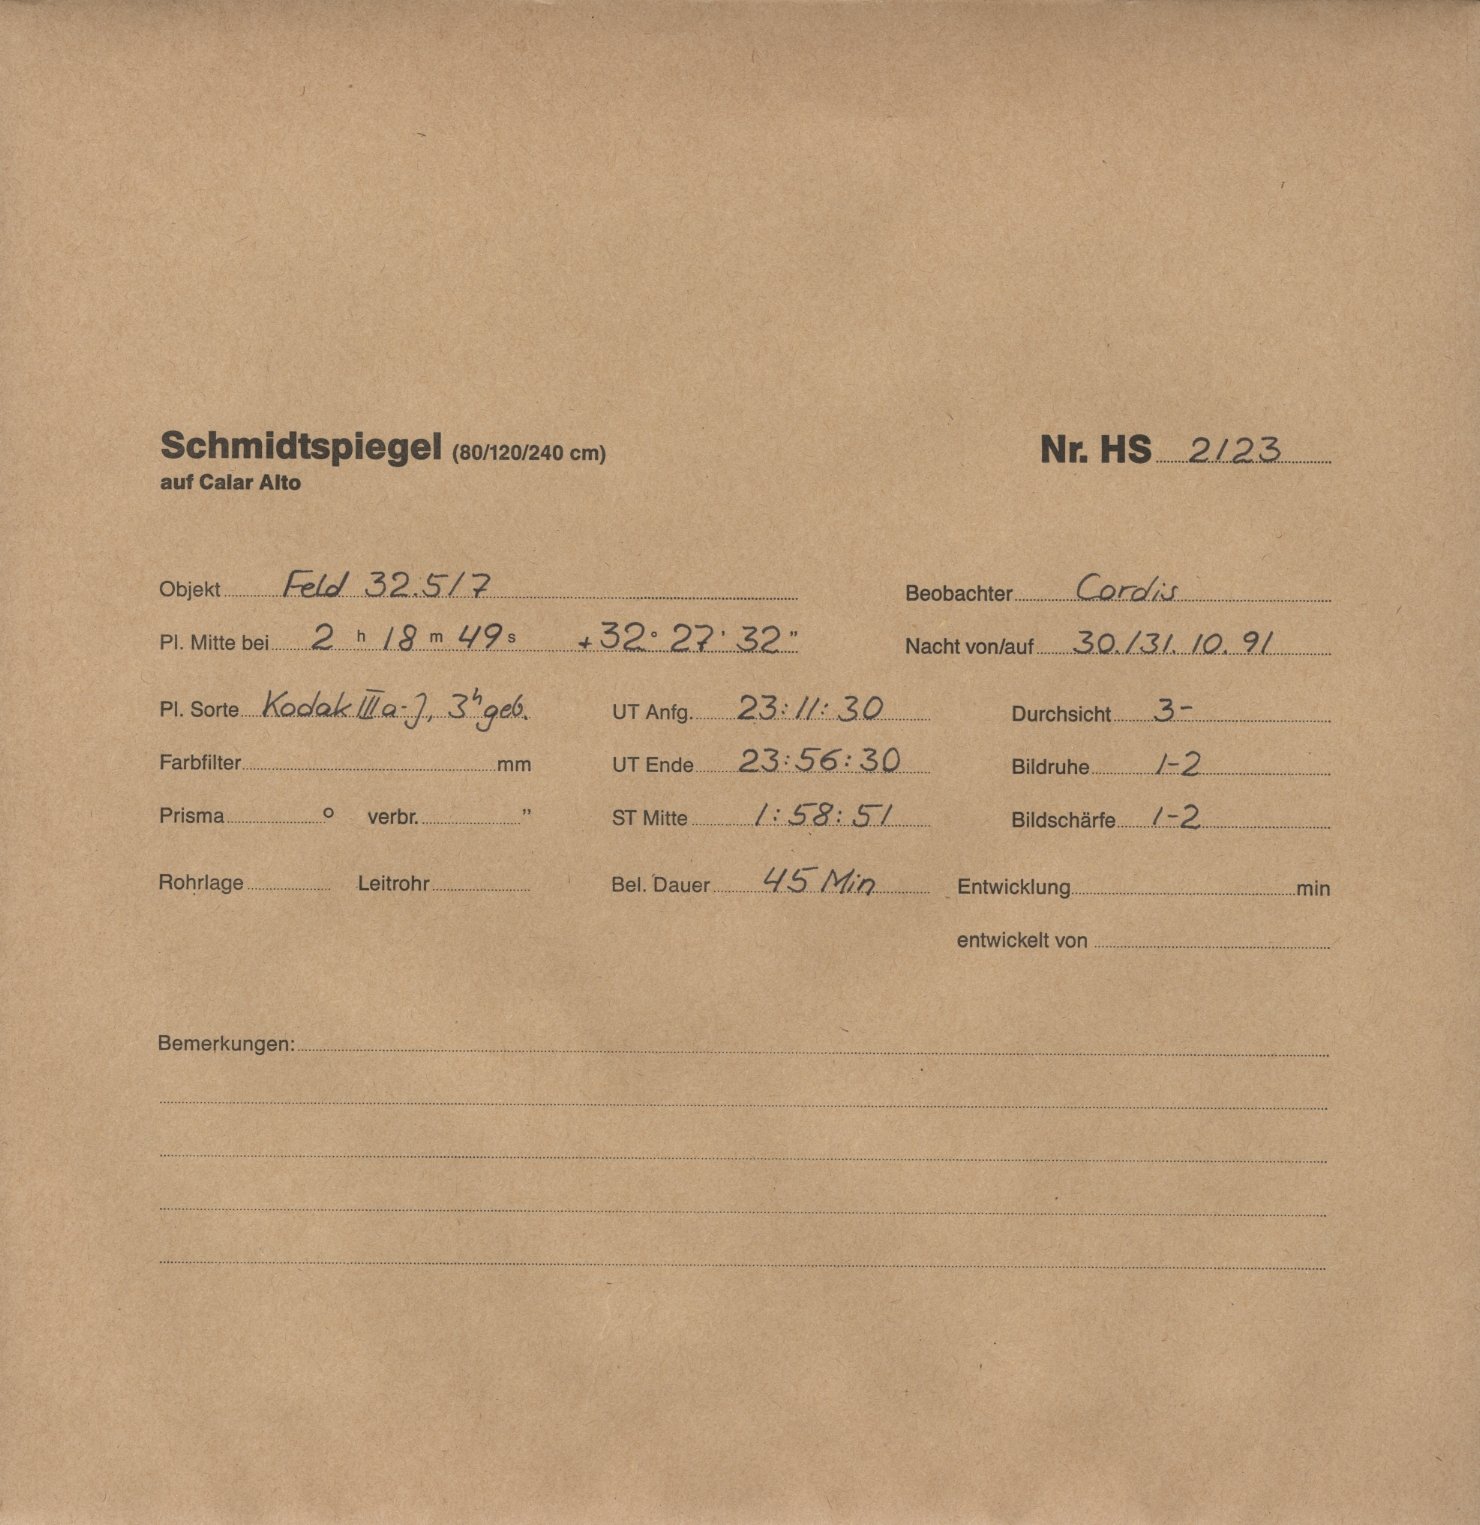 Schmidtspiegel (80/120/240 cm) Nr. HS 2123
auf Calar Alto
Objekt Feld 32.5/7 Beobachter Cordis
Pl. Mitte bei 2 h 18 m 49 s +32° 27' 32" Nacht von/auf 30./31. 10. 91
Pl. Sorte Kodak III a-J, 3h geb. UT Anfg. 23:11:30 Durchsicht 3-
Farbfilter mm UT Ende 23:56:30 Bildruhe 1-2
Prisma ° verbr. " ST Mitte 1:58:51 Bildschärfe 1-2
Rohrlage Leitrohr Bel. Dauer 45 Min Entwicklung min
entwickelt von
Bemerkungen: